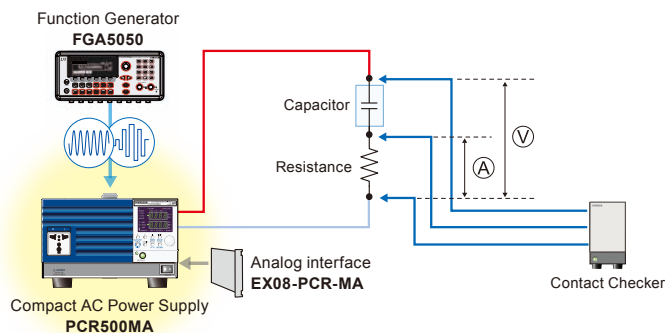 Function Generator
FGA5050
Capacitor
V
Resistance
A
Analog interface
EX08-PCR-MA
Contact Checker
Compact AC Power Supply
PCR500MA